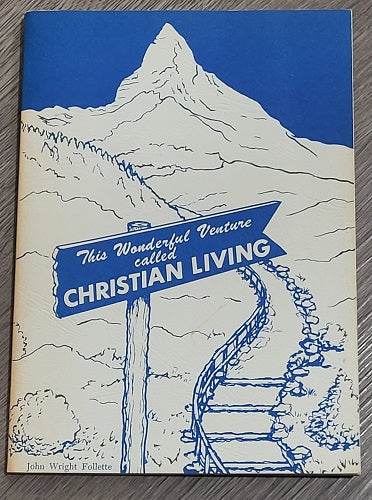 This Wonderful Venture
called
CHRISTIAN LIVING
John Wright Follette